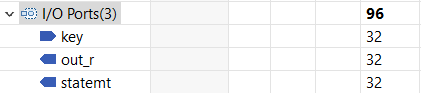 I/O Ports(3) 96
key 32
out_r 32
statemt 32